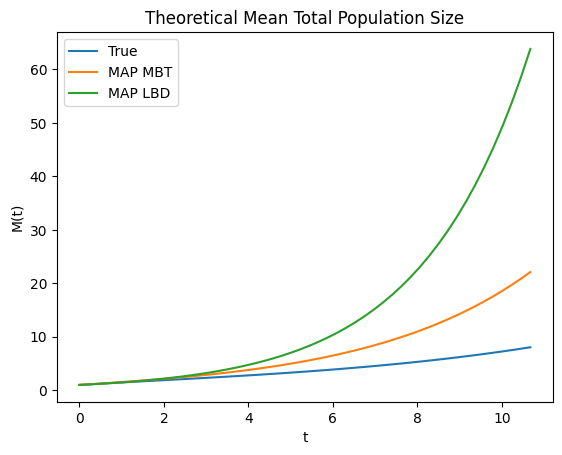 Theoretical Mean Total Population Size
True
MAP MBT
MAP LBD
M(t)
60
50
40
30
20
10
0
0 2 4 6 8 10
t